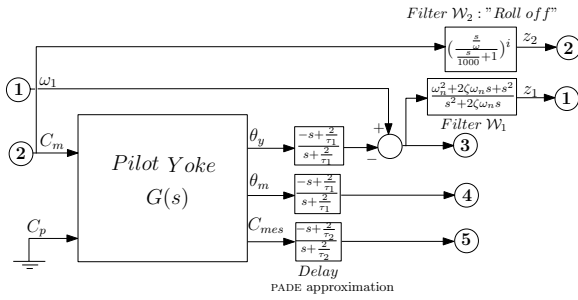 Filter W₂ : "Roll off"
( (s/ω) / (s/1000 + 1) )^i
z₂
2
1
ω₁
(ω_n² + 2ζω_n s + s²) / (s² + 2ζω_n s)
z₁
1
Filter W₁
+
−
3
2
C_m
Pilot Yoke
G(s)
θ_y
(−s + 2/τ₁) / (s + 2/τ₁)
θ_m
(−s + 2/τ₁) / (s + 2/τ₁)
4
C_p
C_mes
(−s + 2/τ₂) / (s + 2/τ₂)
5
Delay
PADE approximation